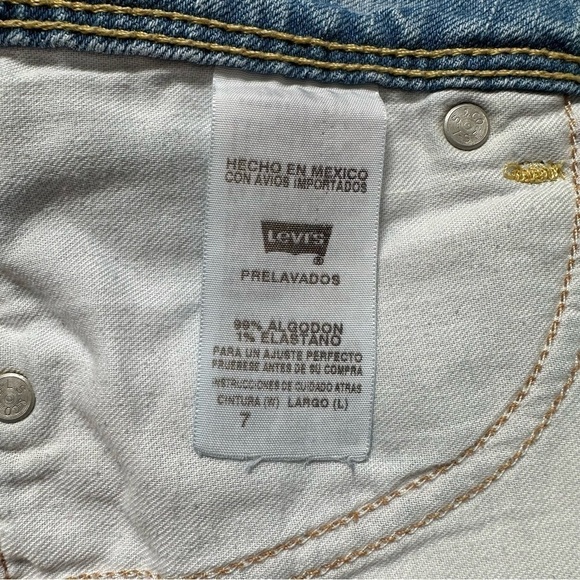 HECHO EN MEXICO
CON AVIOS IMPORTADOS
Levi's
®
PRELAVADOS
99% ALGODON
1% ELASTANO
PARA UN AJUSTE PERFECTO
PRUEBESE ANTES DE SU COMPRA
INSTRUCCIONES DE CUIDADO ATRAS
CINTURA (W) LARGO (L)
7